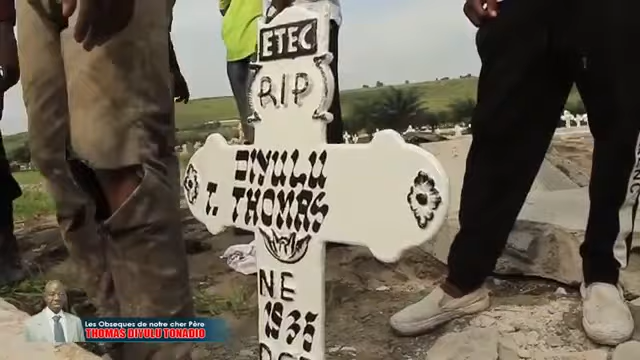 ETEC
RIP
DIYULU
T. THOMAS
NE
1935
Les Obseques de notre cher Père
THOMAS DIYULU TONADIO